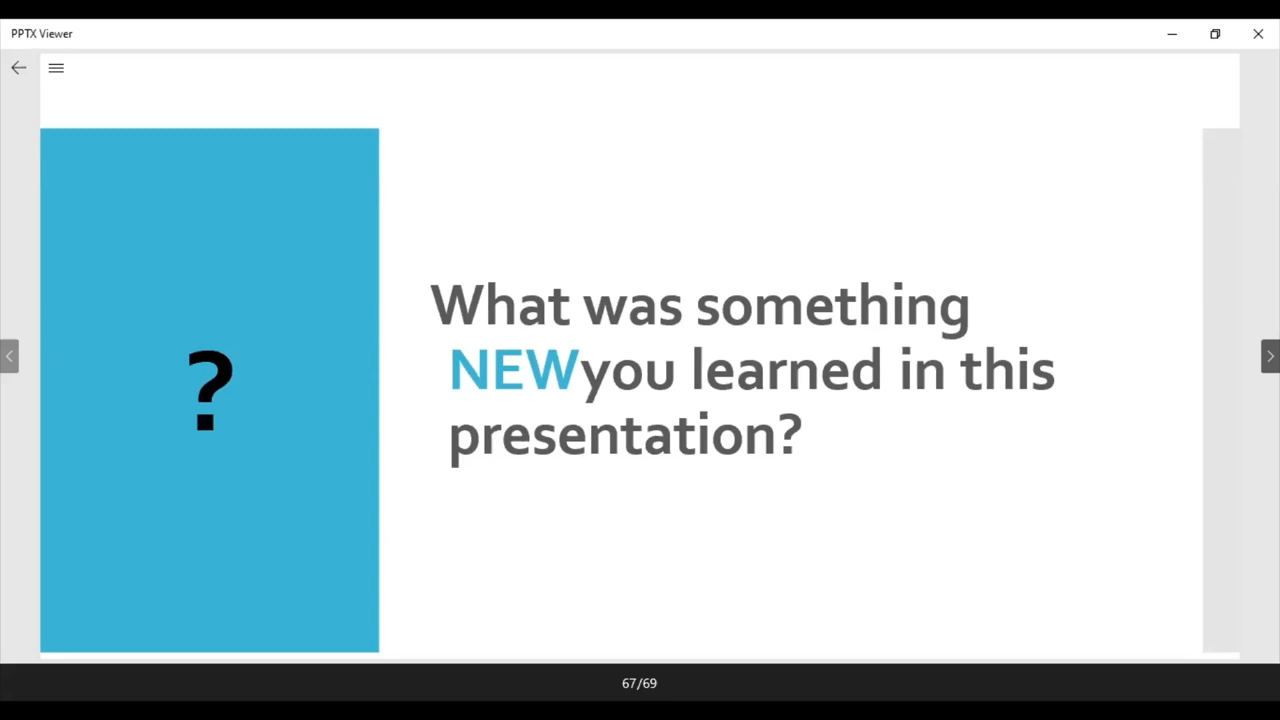 PPTX Viewer
?
What was something
NEWyou learned in this
presentation?
67/69